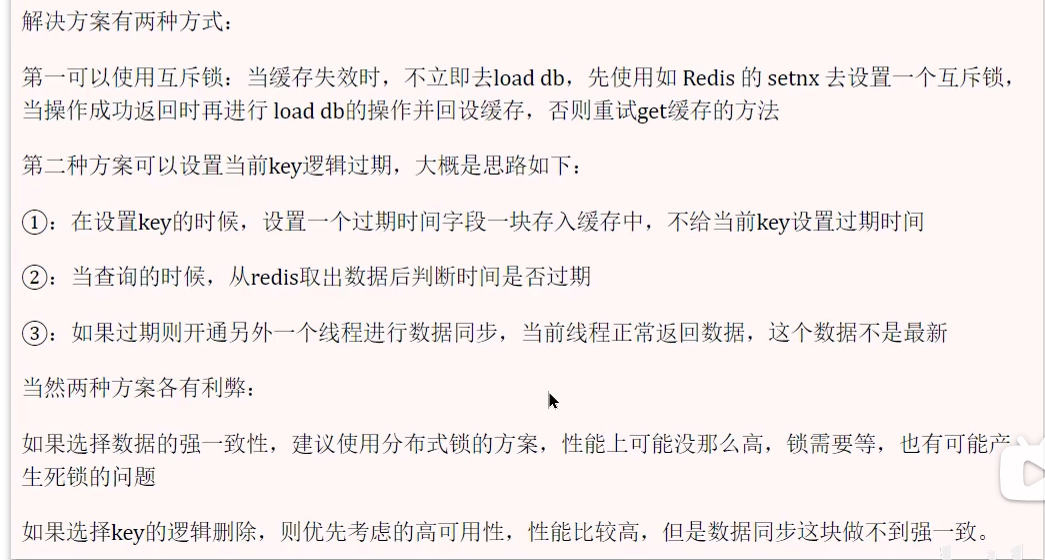 解决方案有两种方式：
第一可以使用互斥锁：当缓存失效时，不立即去load db，先使用如 Redis 的 setnx 去设置一个互斥锁，
当操作成功返回时再进行 load db的操作并回设缓存，否则重试get缓存的方法
第二种方案可以设置当前key逻辑过期，大概是思路如下：
①：在设置key的时候，设置一个过期时间字段一块存入缓存中，不给当前key设置过期时间
②：当查询的时候，从redis取出数据后判断时间是否过期
③：如果过期则开通另外一个线程进行数据同步，当前线程正常返回数据，这个数据不是最新
当然两种方案各有利弊：
如果选择数据的强一致性，建议使用分布式锁的方案，性能上可能没那么高，锁需要等，也有可能产
生死锁的问题
如果选择key的逻辑删除，则优先考虑的高可用性，性能比较高，但是数据同步这块做不到强一致。